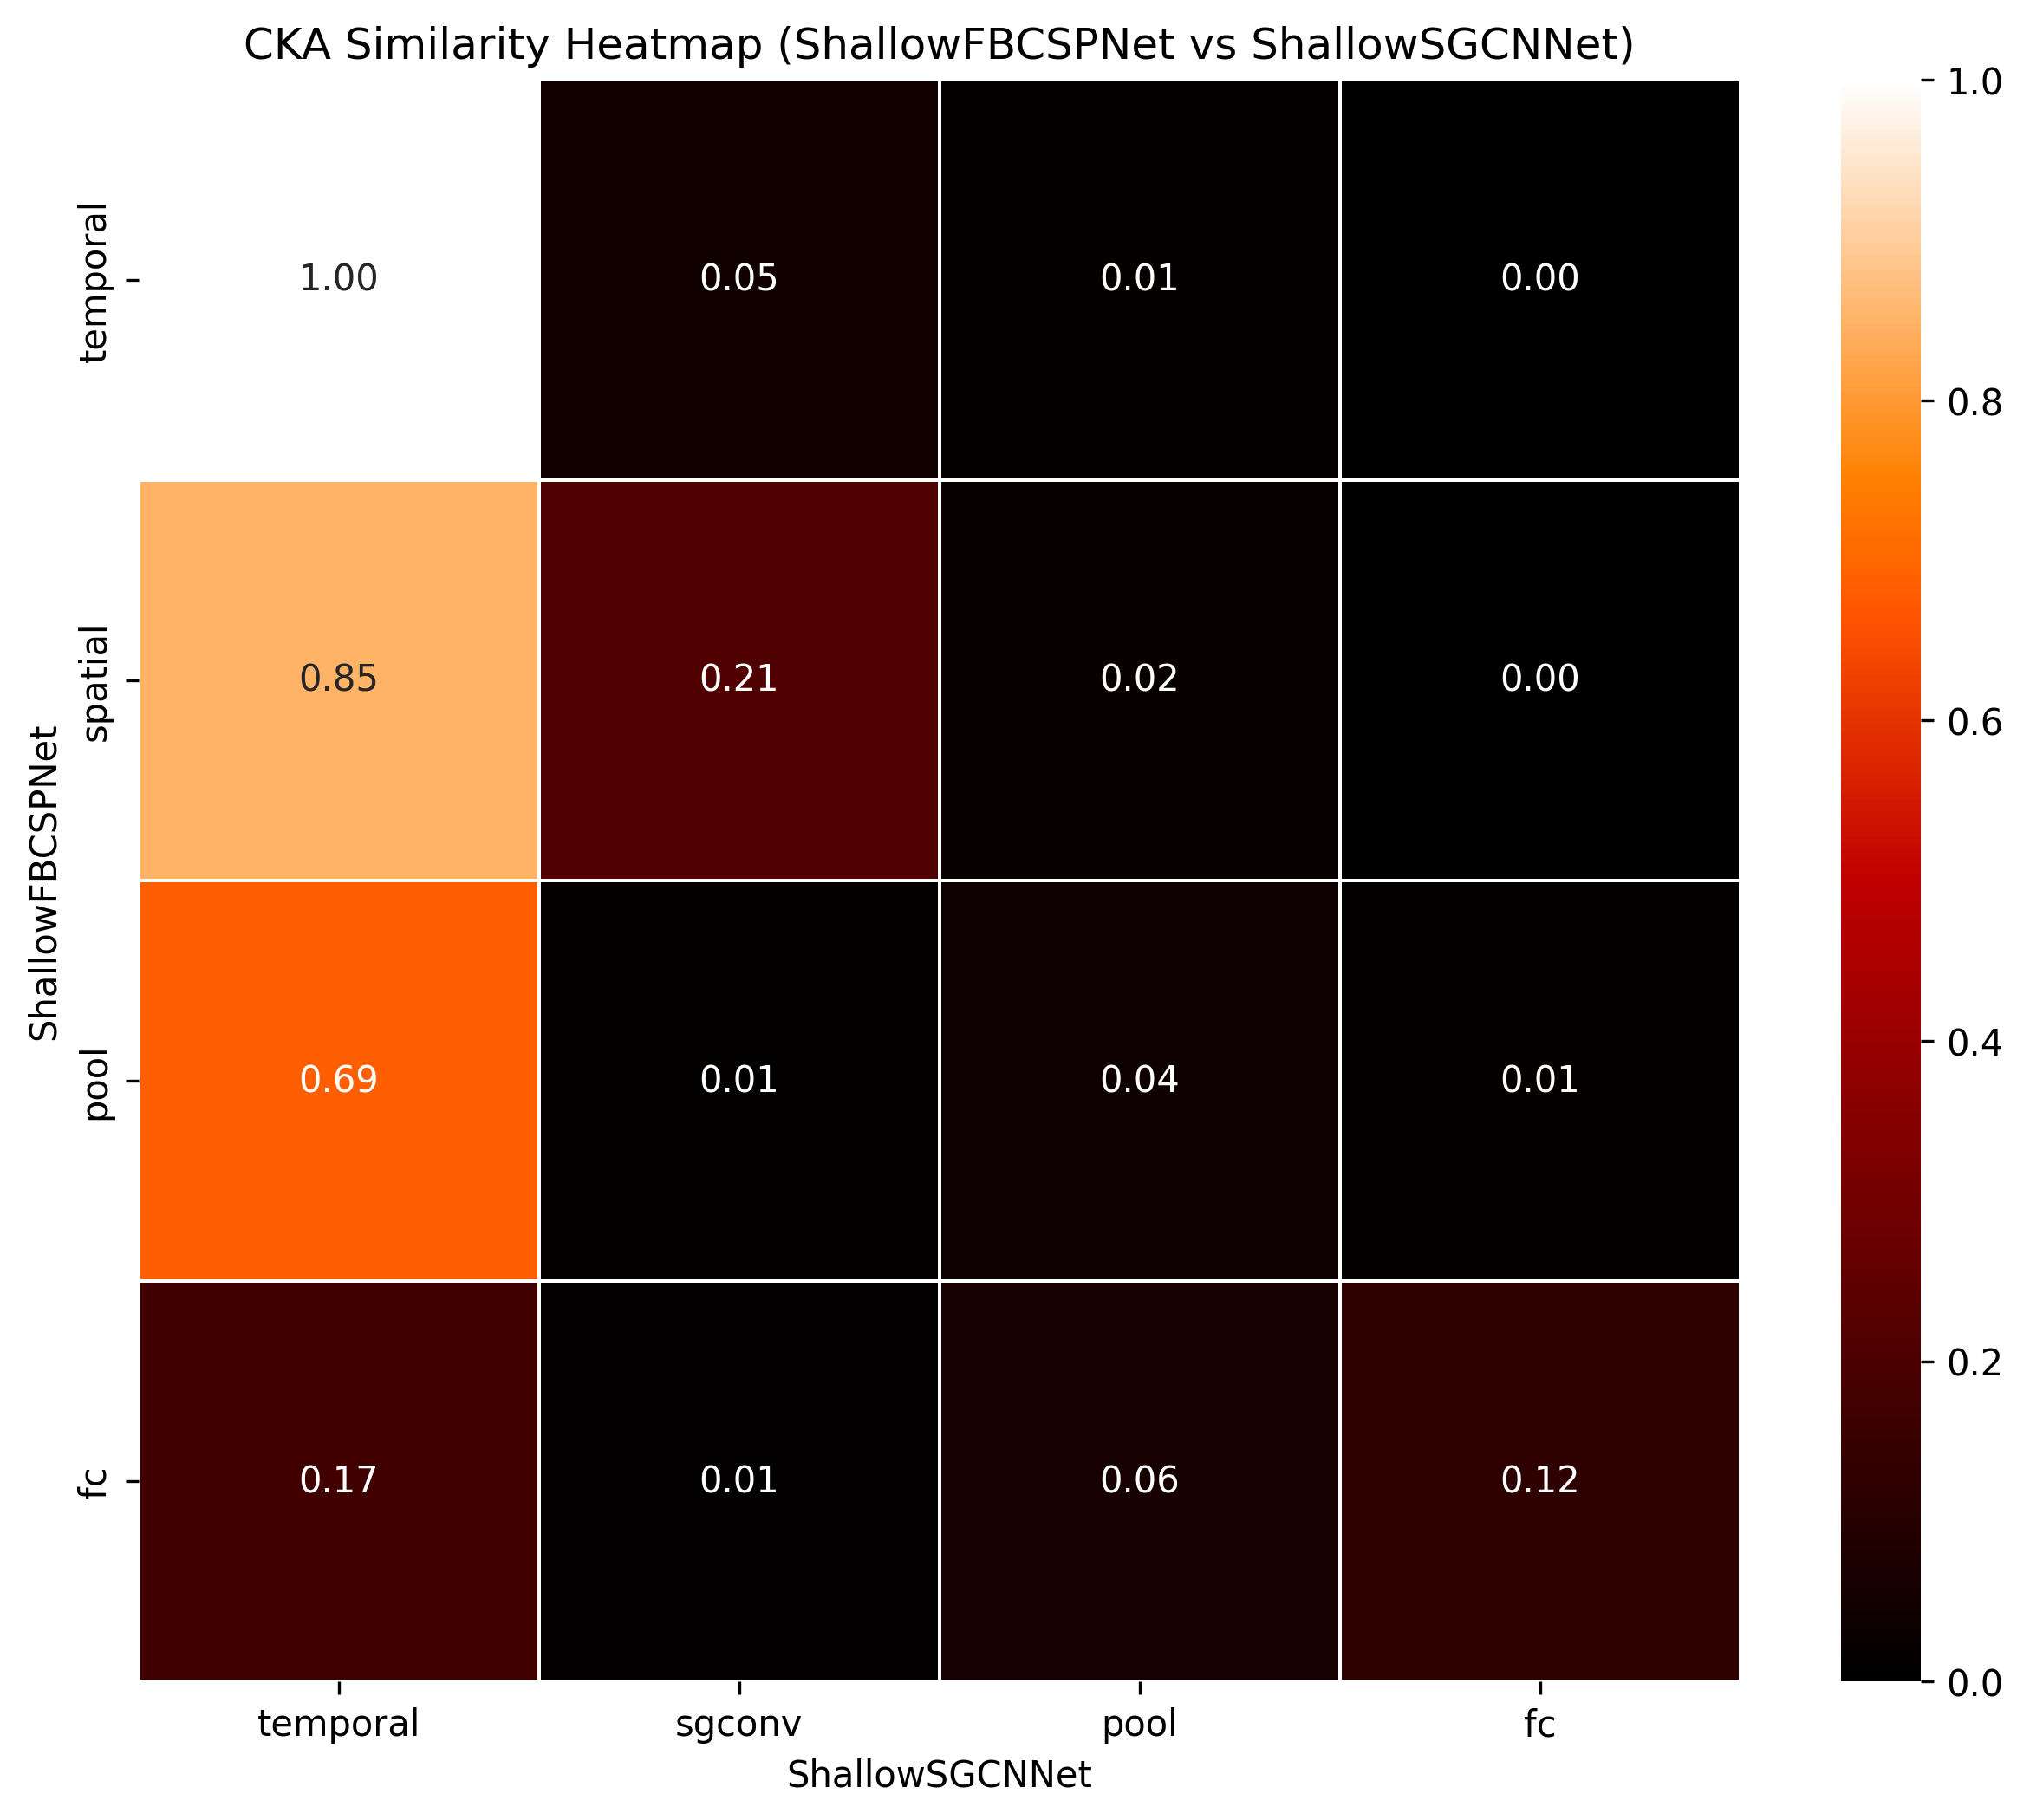 CKA Similarity Heatmap (ShallowFBCSPNet vs ShallowSGCNNet)
ShallowFBCSPNet
temporal
1.00 0.05 0.01 0.00
spatial
0.85 0.21 0.02 0.00
pool
0.69 0.01 0.04 0.01
fc
0.17 0.01 0.06 0.12
temporal sgconv pool fc
ShallowSGCNNet
1.0
0.8
0.6
0.4
0.2
0.0